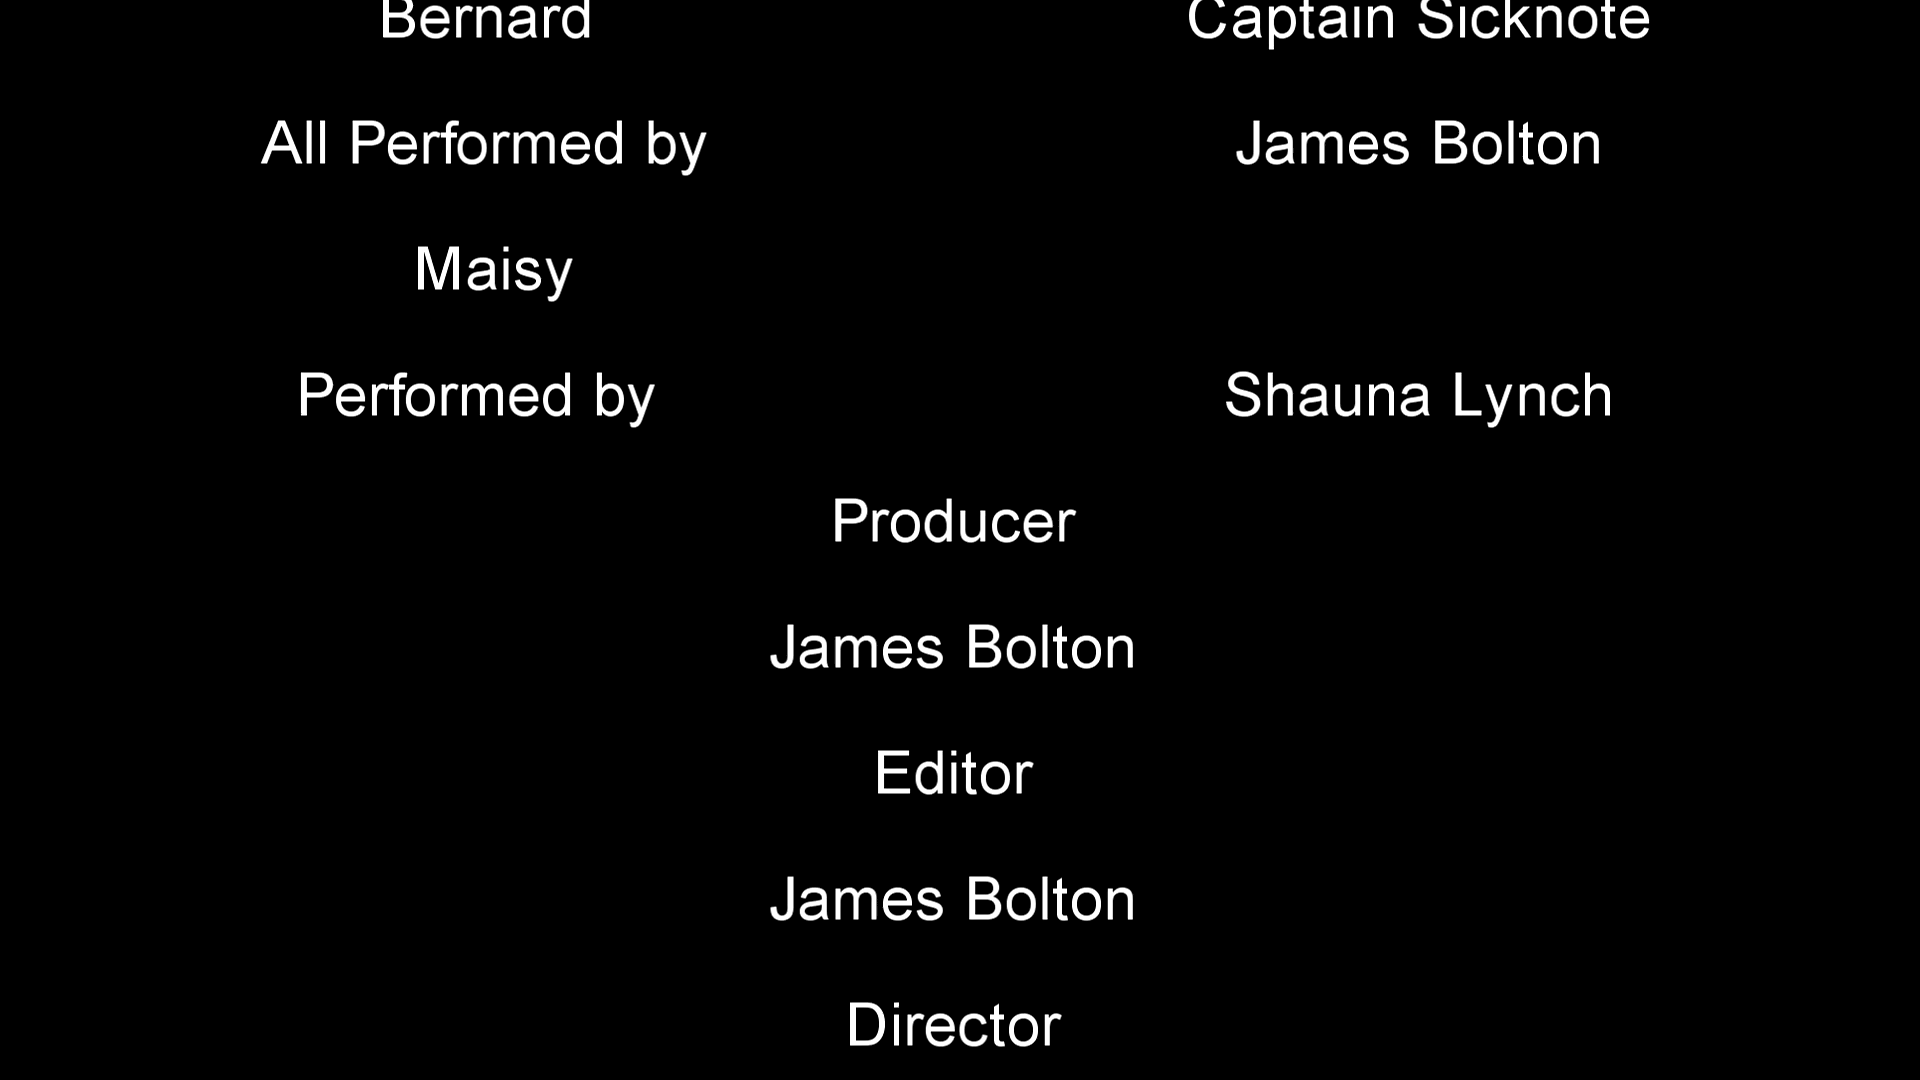 Bernard Captain Sicknote
All Performed by James Bolton
Maisy
Performed by Shauna Lynch
Producer
James Bolton
Editor
James Bolton
Director